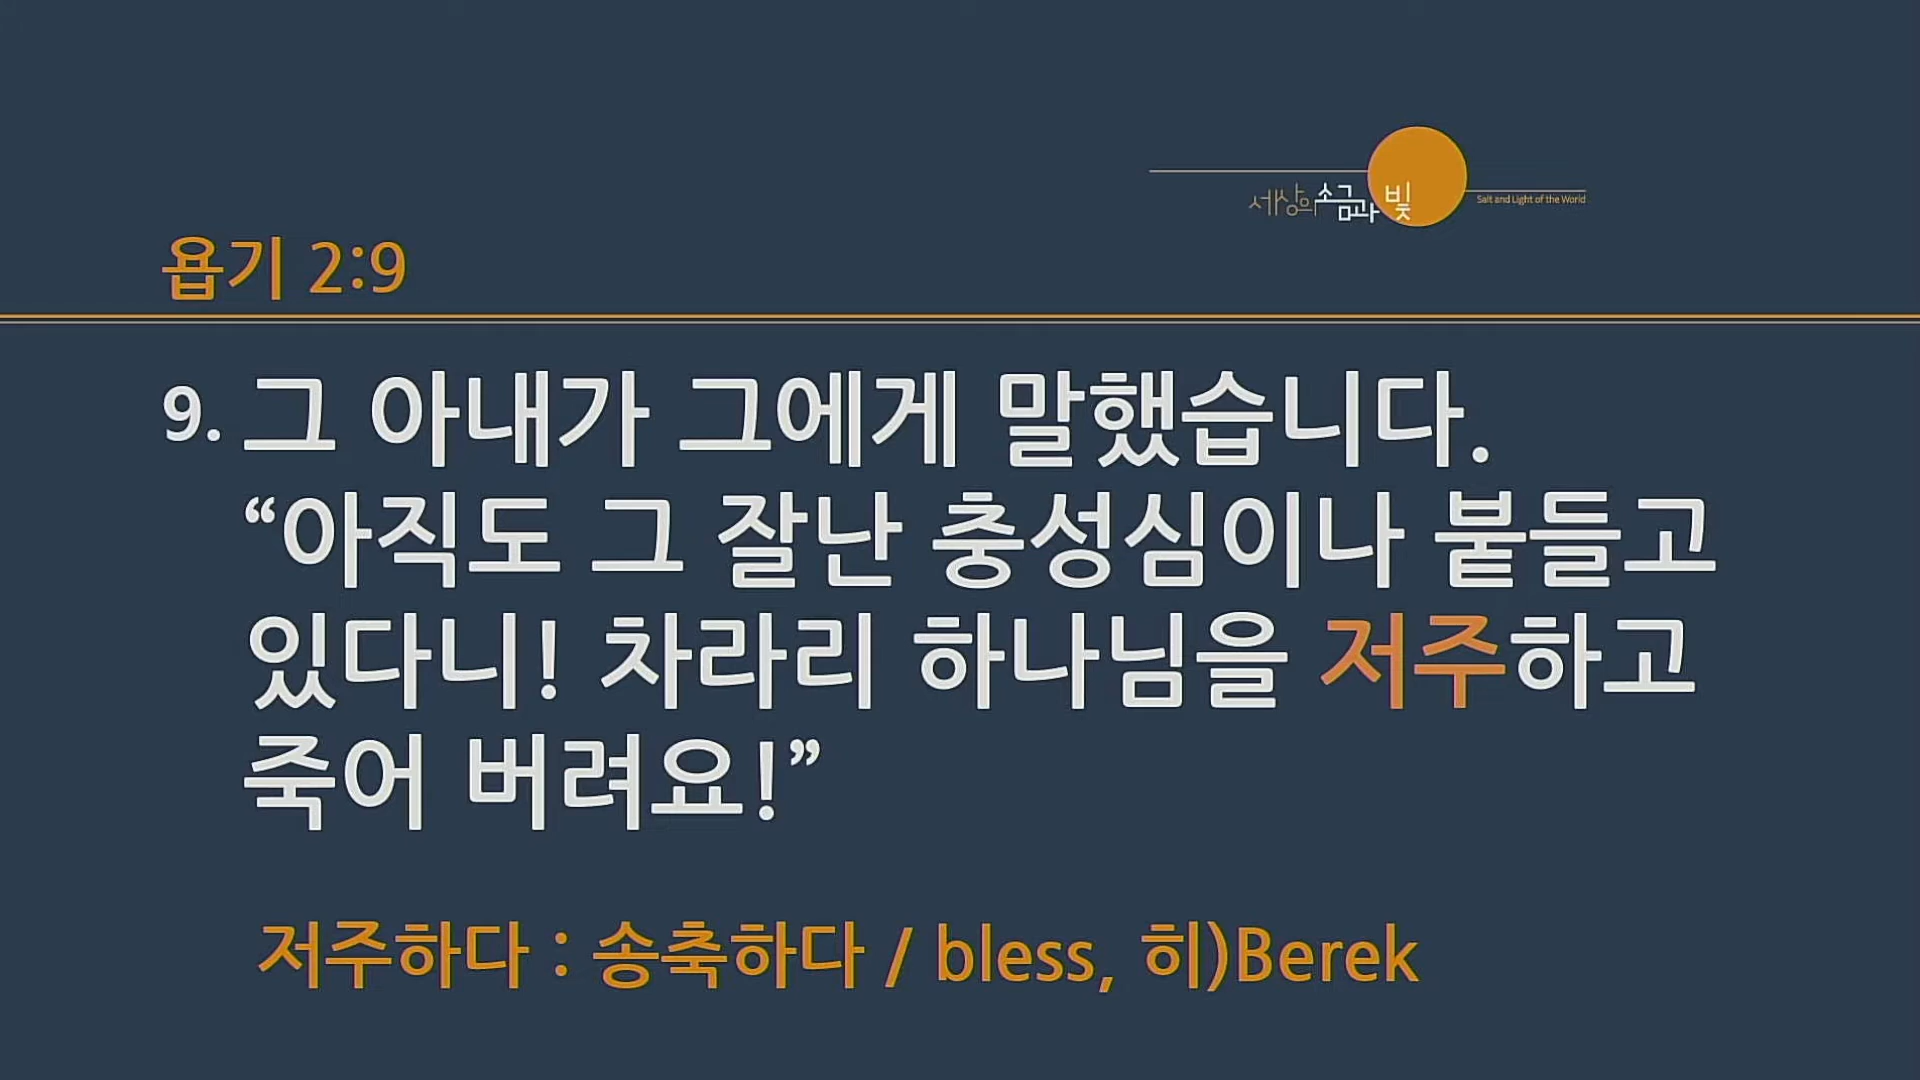 세상의 소금과 빛
Salt and Light of the World
욥기 2:9
9. 그 아내가 그에게 말했습니다.
“아직도 그 잘난 충성심이나 붙들고
있다니! 차라리 하나님을 저주하고
죽어 버려요!”
저주하다 : 송축하다 / bless, 히)Berek